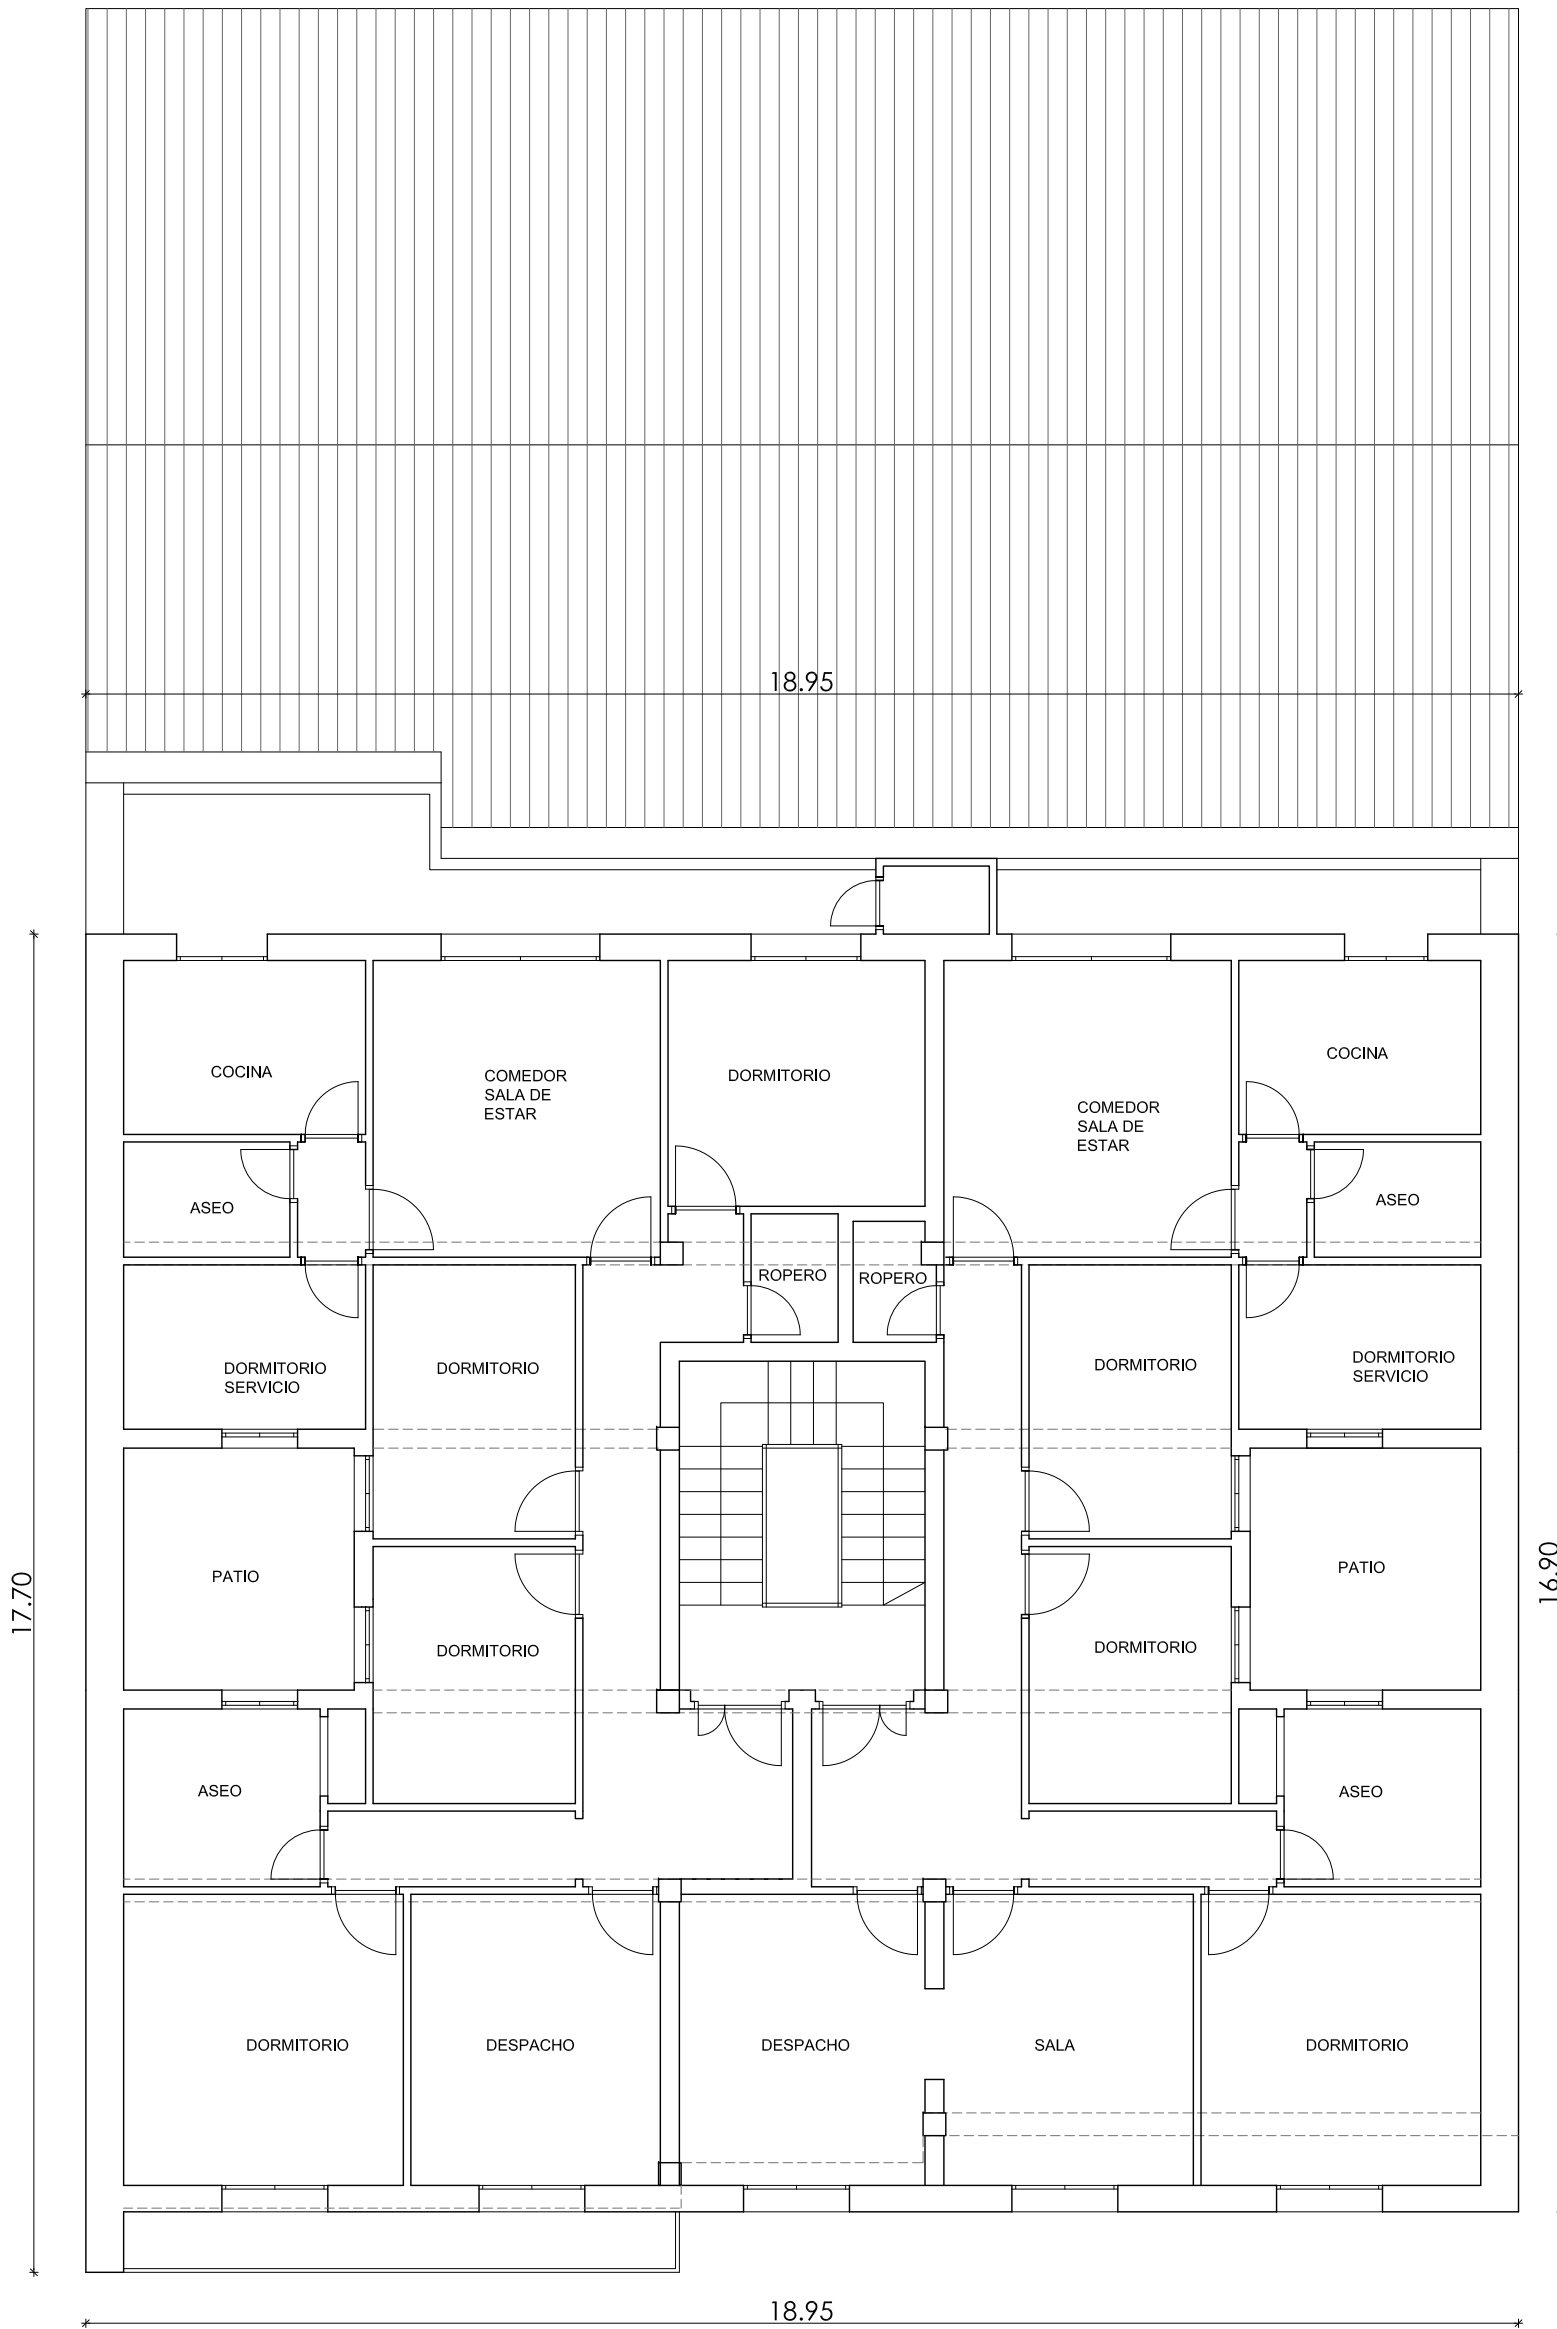 18.95
COCINA
COMEDOR
SALA DE
ESTAR
DORMITORIO
COMEDOR
SALA DE
ESTAR
COCINA
ASEO
ASEO
ROPERO
ROPERO
DORMITORIO
SERVICIO
DORMITORIO
DORMITORIO
DORMITORIO
SERVICIO
17.70
PATIO
PATIO
16.90
DORMITORIO
DORMITORIO
ASEO
ASEO
DORMITORIO
DESPACHO
DESPACHO
SALA
DORMITORIO
18.95